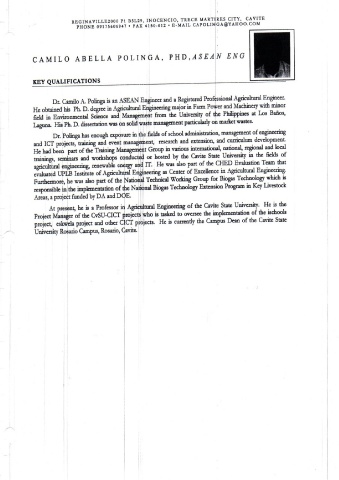 REGINAVILLE2000 P1 B5L29, INOCENCIO, TRECE MARTIRES CITY, CAVITE
PHONE 09175606047 • FAX 4150-012 • E-MAIL CAPOLINGA@YAHOO.COM
CAMILO ABELLA POLINGA, PHD, ASEAN ENG
KEY QUALIFICATIONS
Dr. Camilo A. Polinga is an ASEAN Engineer and a Registered Professional Agricultural Engineer.
He obtained his Ph. D. degree in Agricultural Engineering major in Farm Power and Machinery with minor
field in Environmental Science and Management from the University of the Philippines at Los Baños,
Laguna. His Ph. D. dissertation was on solid waste management particularly on market wastes.
Dr. Polinga has enough exposure in the fields of school administration, management of engineering
and ICT projects, training and event management, research and extension, and curriculum development.
He had been part of the Training Management Group in various international, national, regional and local
trainings, seminars and workshops conducted or hosted by the Cavite State University in the fields of
agricultural engineering, renewable energy and IT. He was also part of the CHED Evaluation Team that
evaluated UPLB Institute of Agricultural Engineering as Center of Excellence in Agricultural Engineering.
Furthermore, he was also part of the National Technical Working Group for Biogas Technology which is
responsible in the implementation of the National Biogas Technology Extension Program in Key Livestock
Areas, a project funded by DA and DOE.
At present, he is a Professor in Agricultural Engineering of the Cavite State University. He is the
Project Manager of the CvSU-CICT projects who is tasked to oversee the implementation of the ischools
project, eskwela project and other CICT projects. He is currently the Campus Dean of the Cavite State
University Rosario Campus, Rosario, Cavite.